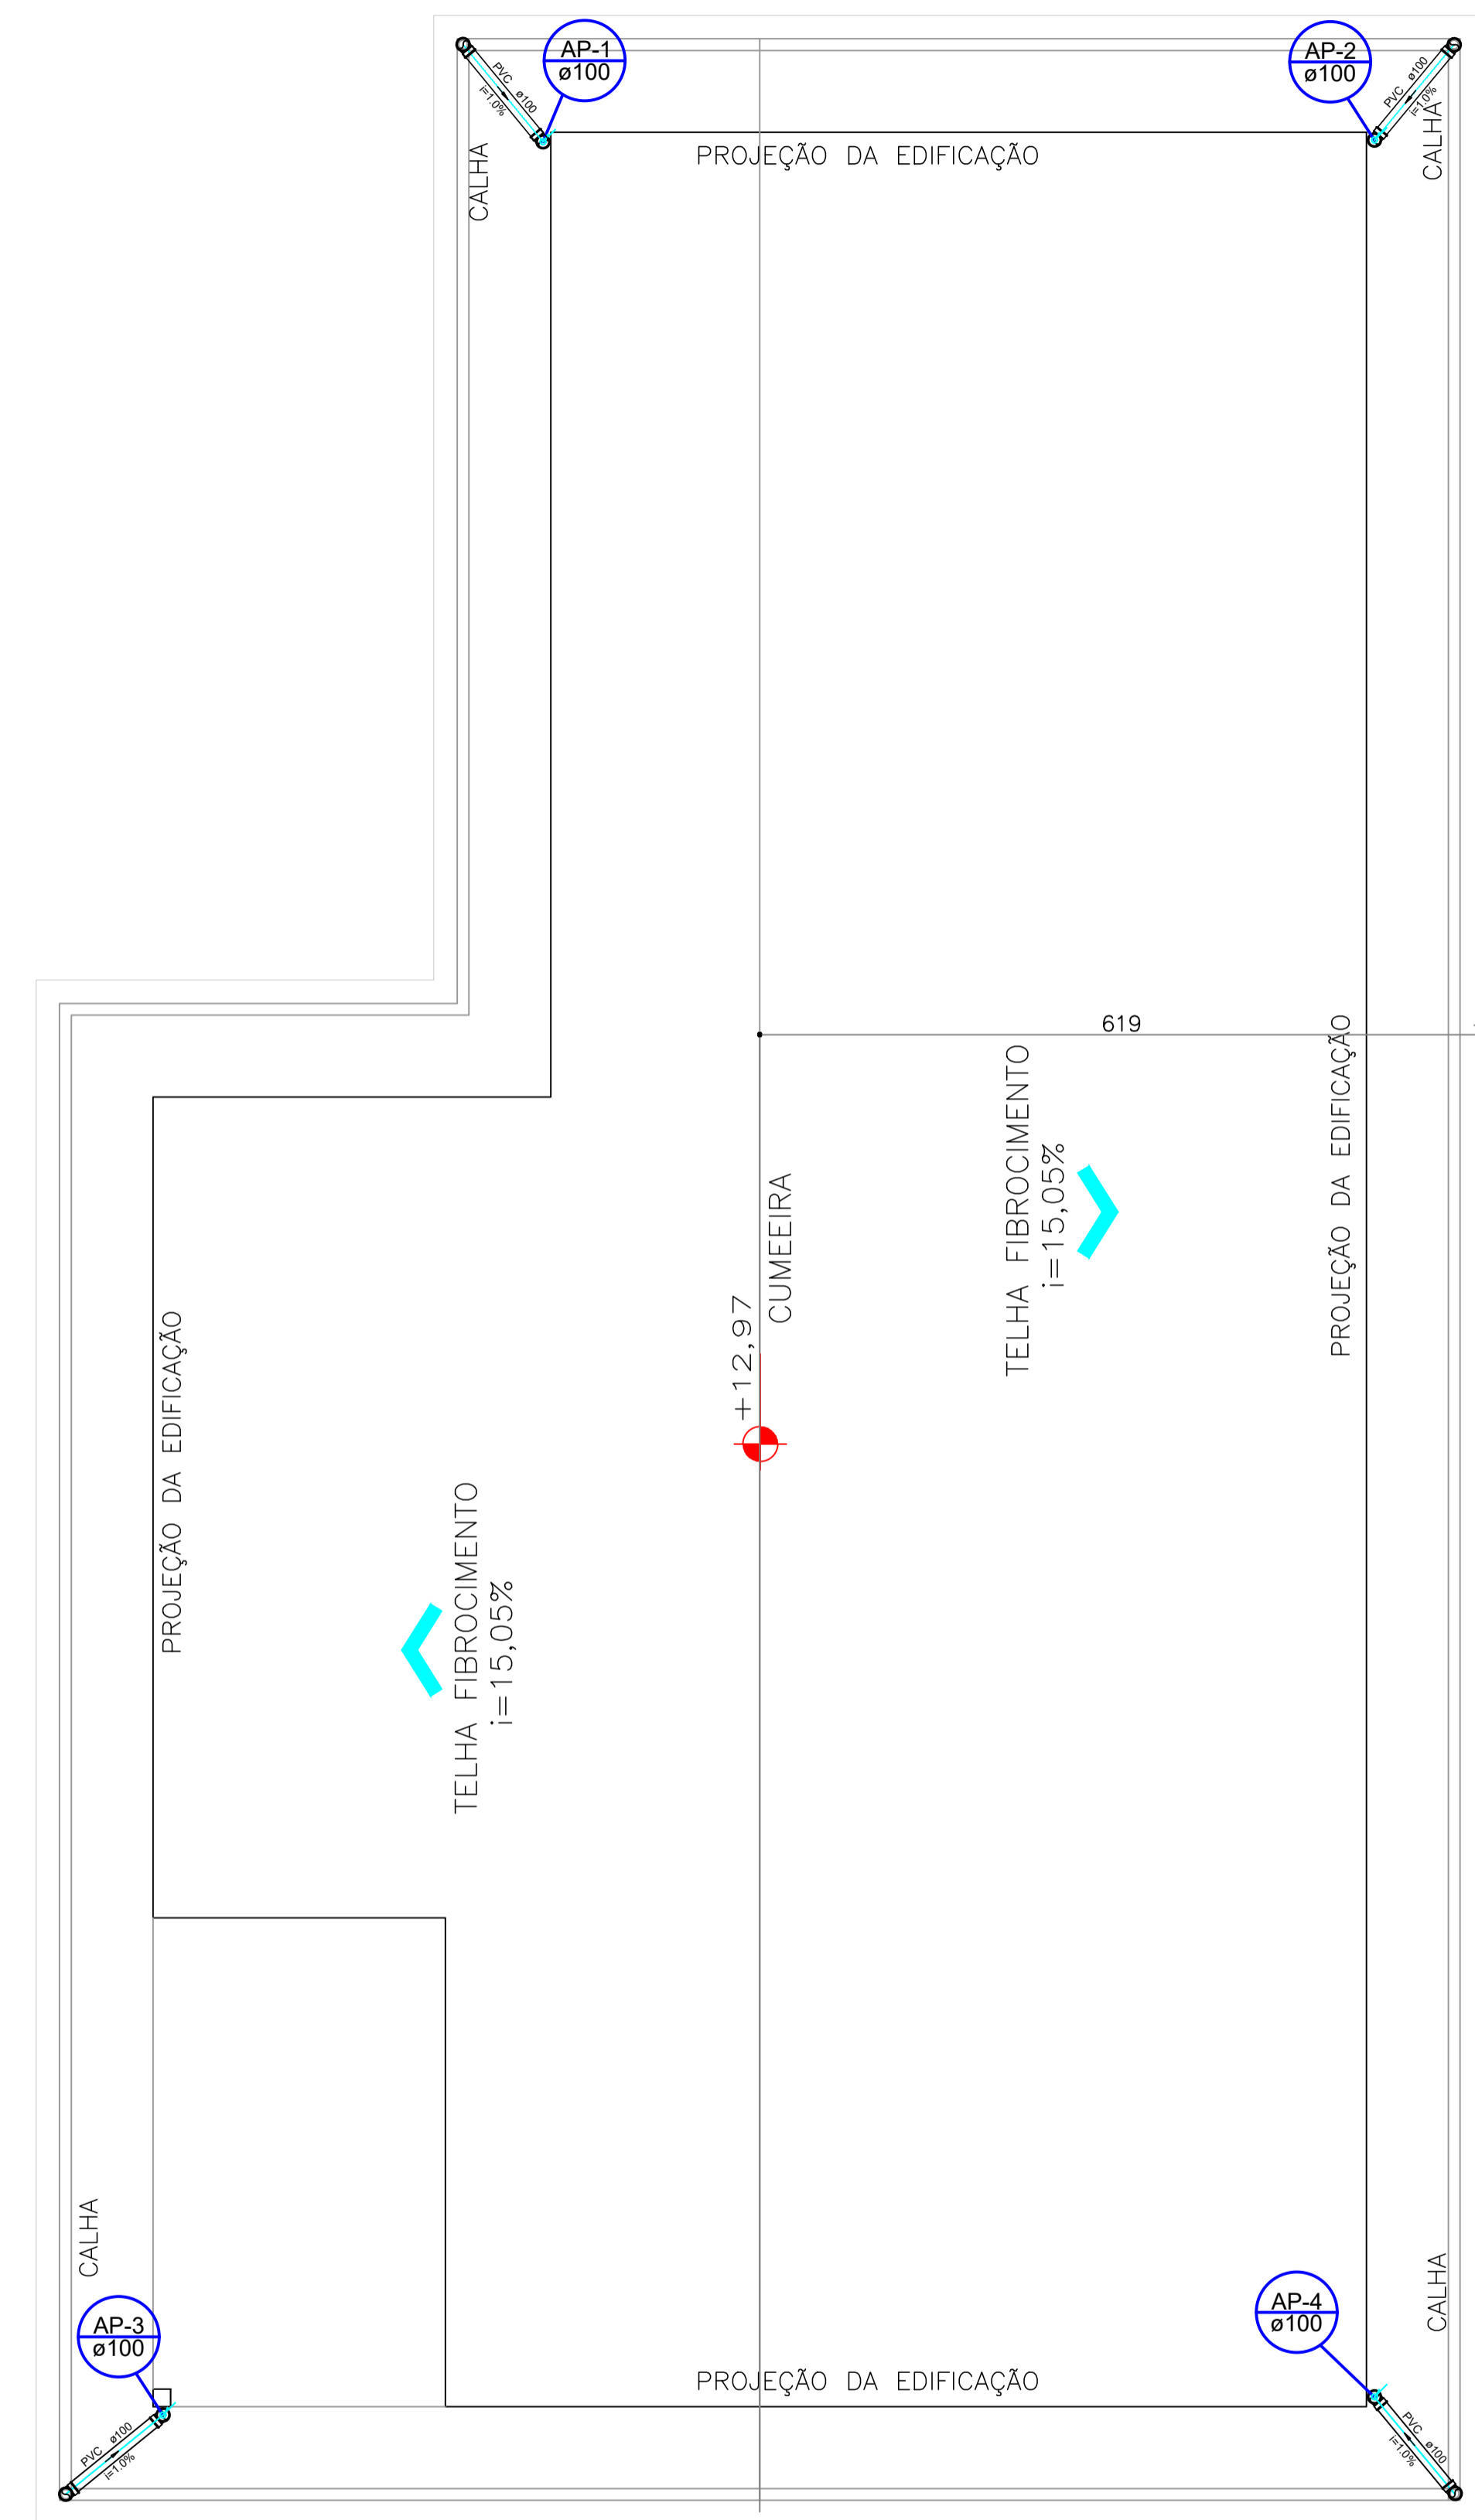 AP-1
ø100
AP-2
ø100
PVC ø100
i=1.0%
PVC ø100
i=1.0%
CALHA
PROJEÇÃO DA EDIFICAÇÃO
CALHA
619
TELHA FIBROCIMENTO
i=15,05%
PROJEÇÃO DA EDIFICAÇÃO
CUMEEIRA
+12,97
PROJEÇÃO DA EDIFICAÇÃO
TELHA FIBROCIMENTO
i=15,05%
CALHA
CALHA
AP-3
ø100
AP-4
ø100
PROJEÇÃO DA EDIFICAÇÃO
PVC ø100
i=1.0%
PVC ø100
i=1.0%